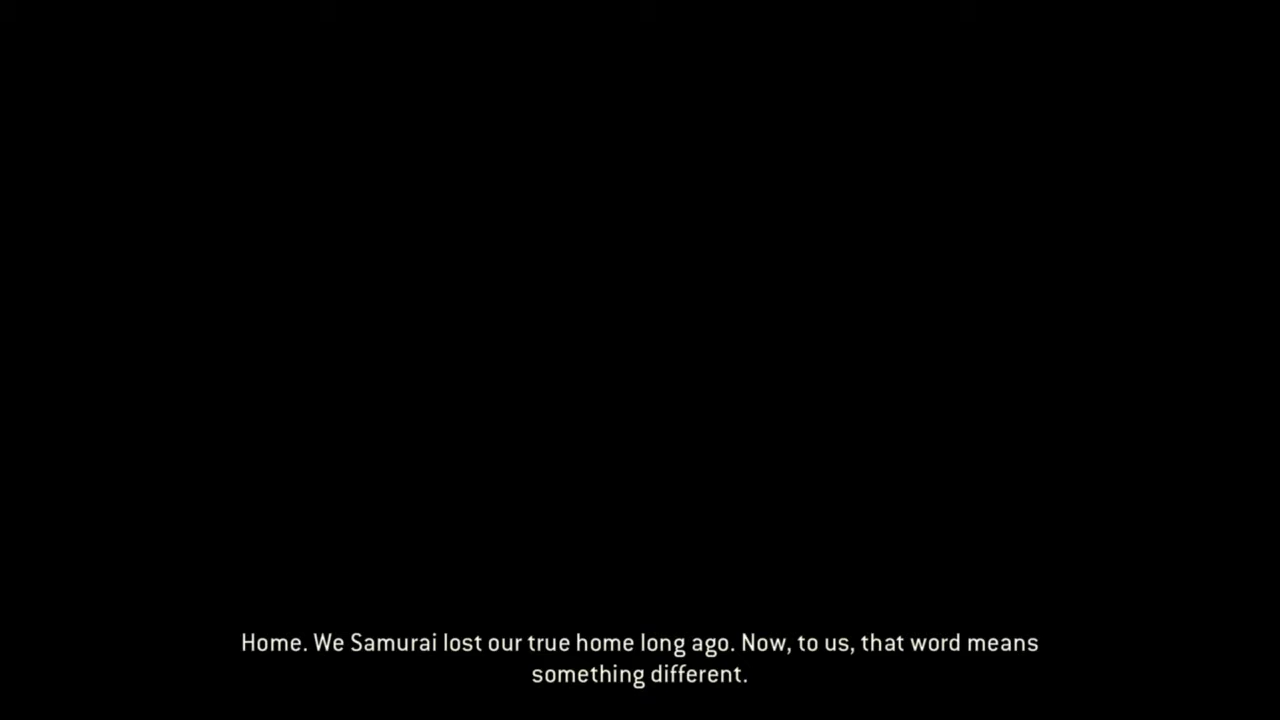 Home. We Samurai lost our true home long ago. Now, to us, that word means
something different.